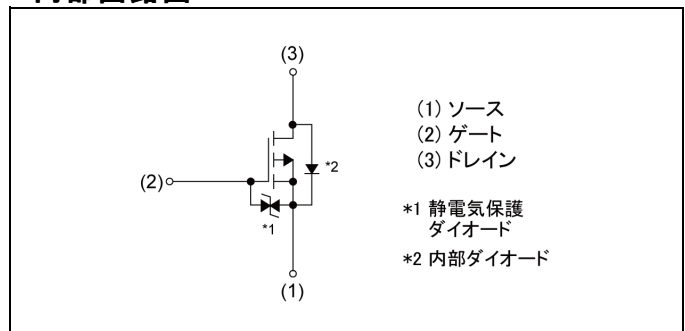 (3)
(2)
*2
*1
(1)
(1) ソース
(2) ゲート
(3) ドレイン
*1 静電気保護
ダイオード
*2 内部ダイオード